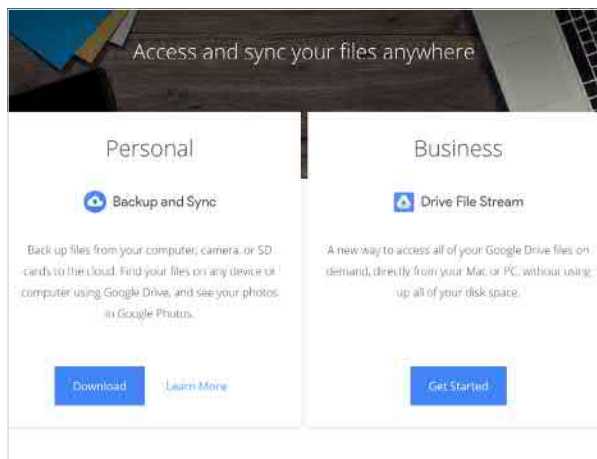 Access and sync your files anywhere
Personal
Backup and Sync
Back up files from your computer, camera, or SD
cards to the cloud. Find your files on any device or
computer using Google Drive, and see your photos
in Google Photos.
Download
Learn More
Business
Drive File Stream
A new way to access all of your Google Drive files on
demand, directly from your Mac or PC, without using
up all of your disk space.
Get Started